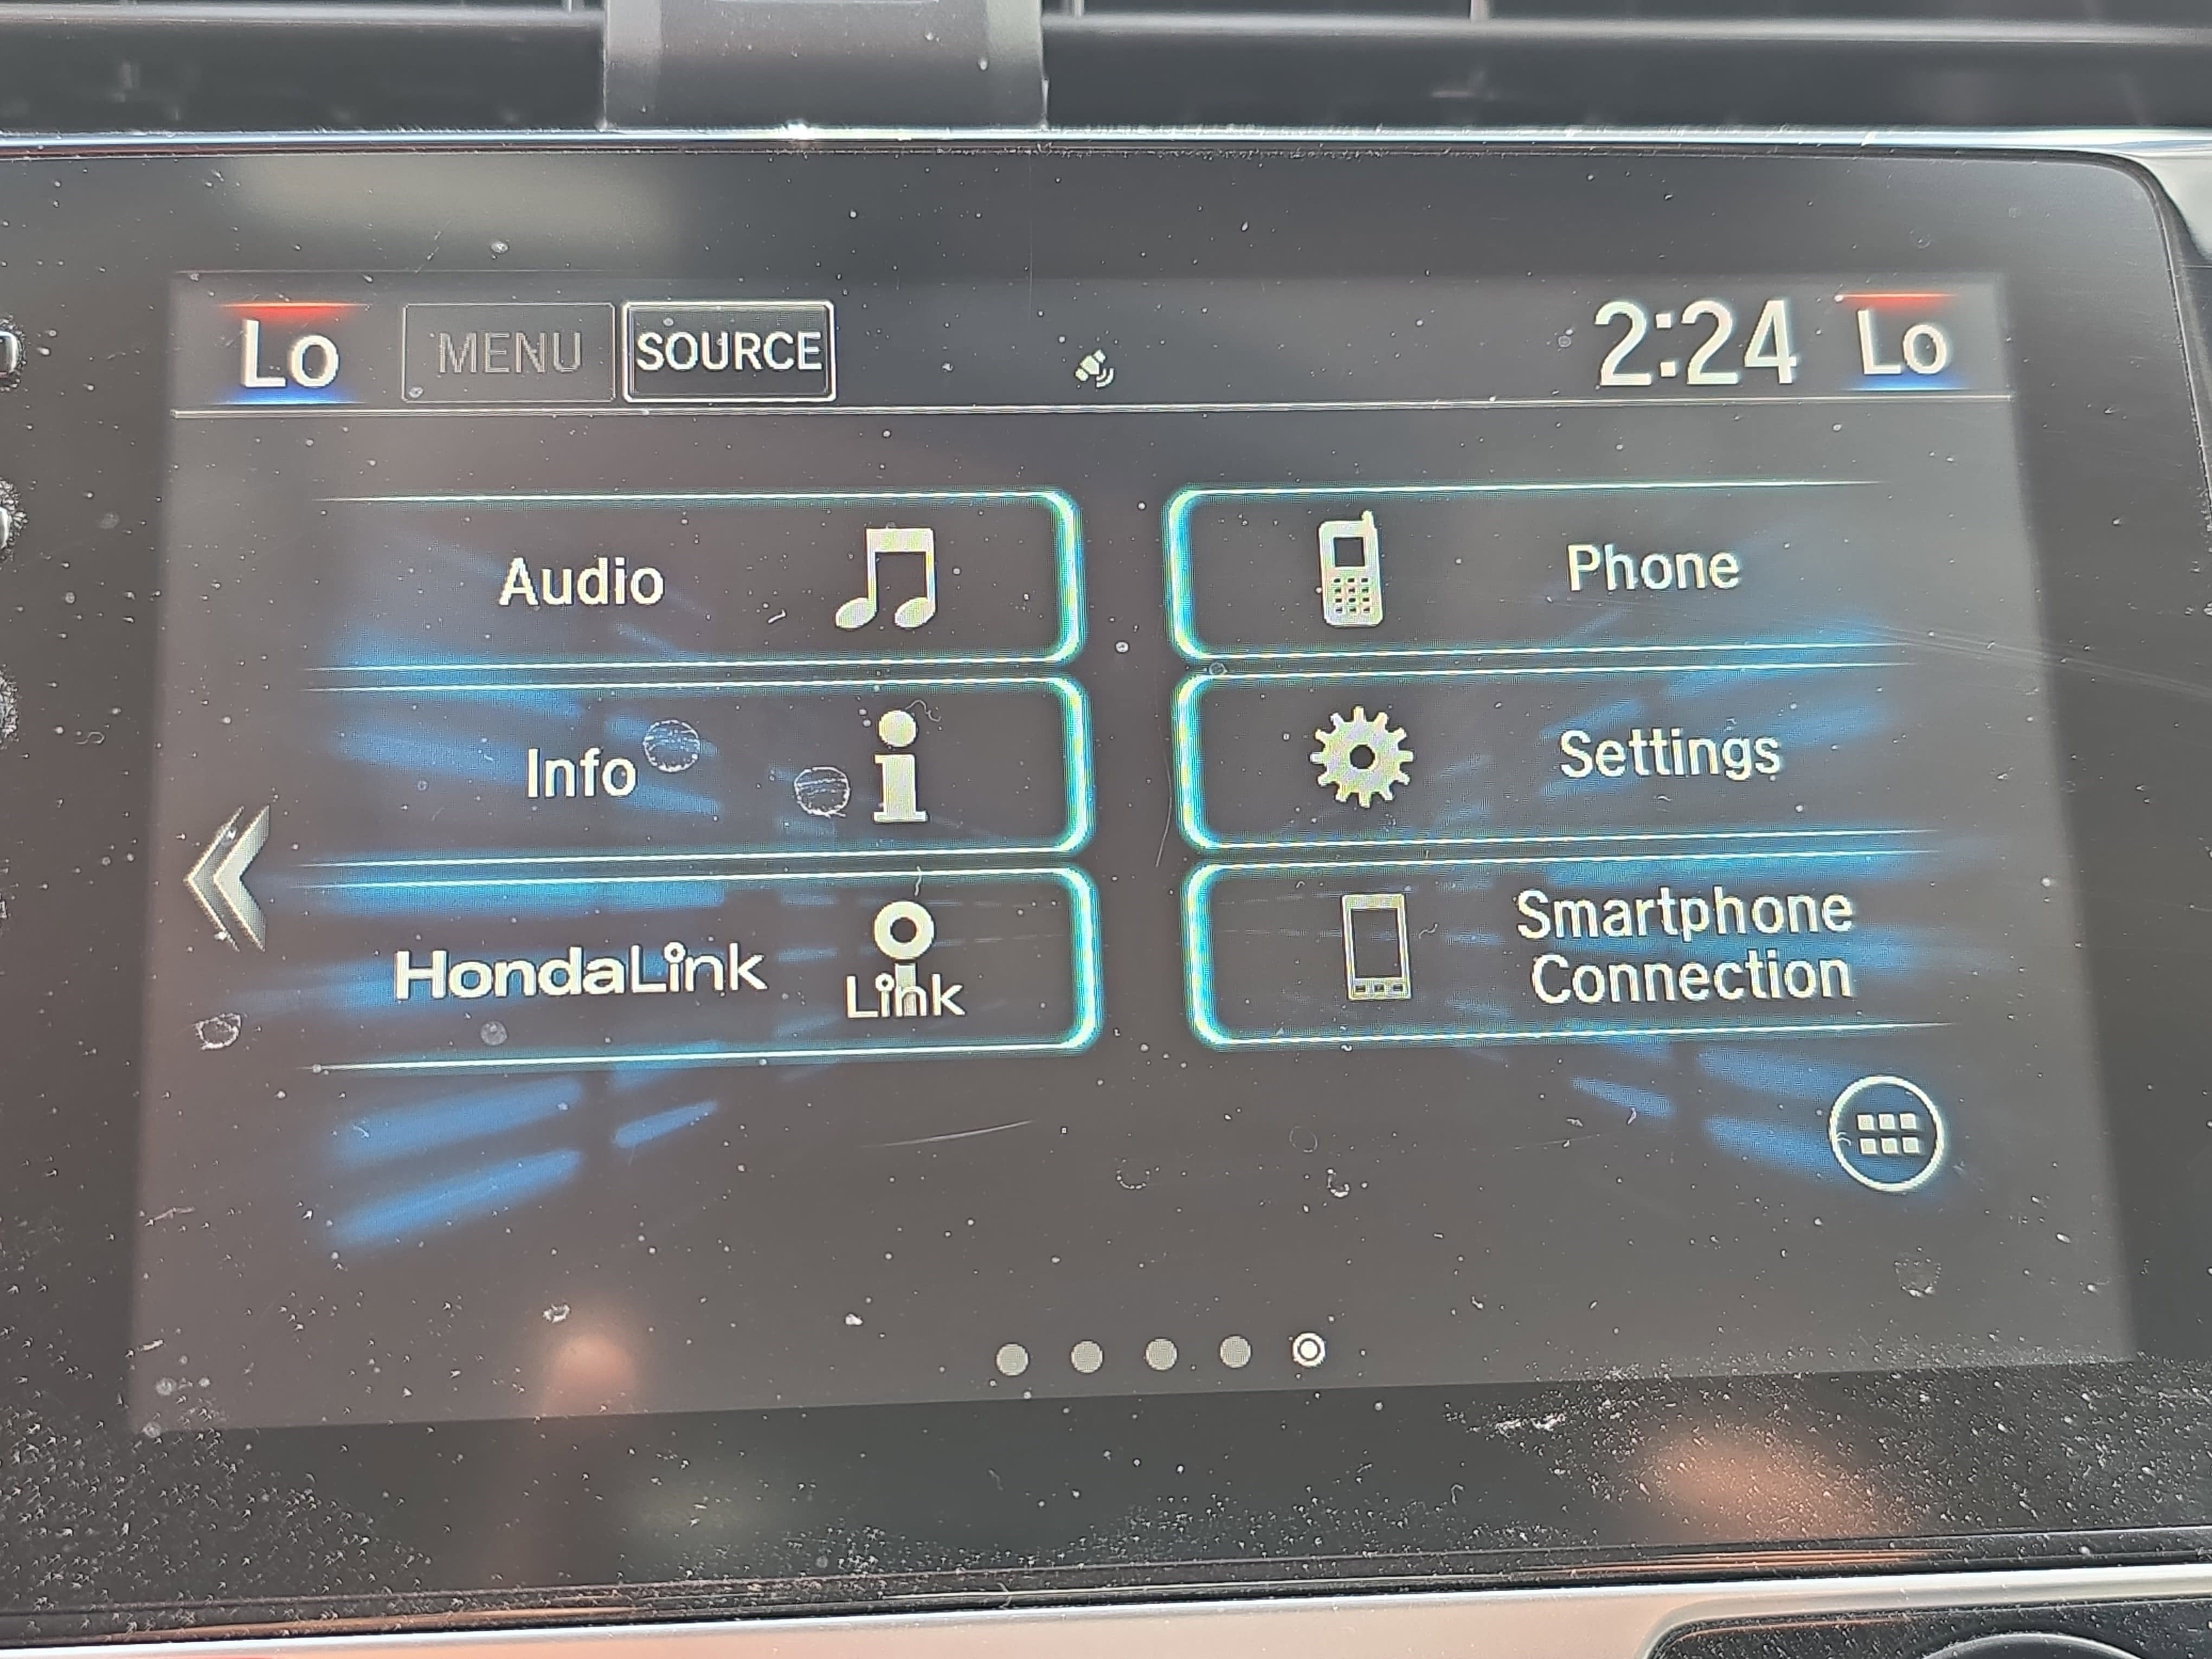 Lo MENU SOURCE 2:24 Lo
Audio
Phone
Info
Settings
HondaLink
Link
Smartphone
Connection